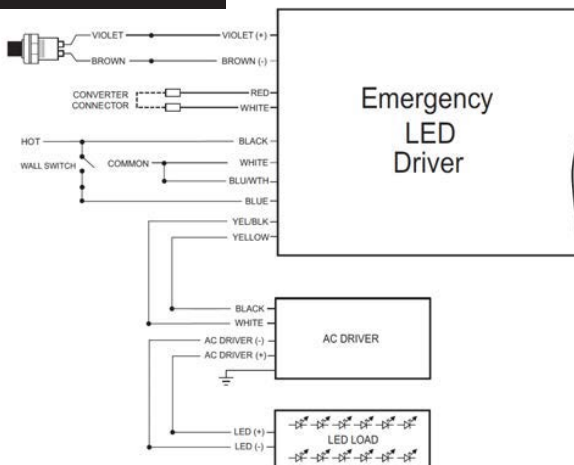 VIOLET VIOLET (+)
BROWN BROWN (-)
CONVERTER
CONNECTOR
RED
WHITE
Emergency
LED
Driver
HOT BLACK
WALL SWITCH COMMON WHITE
BLU/WTH
BLUE
YEL/BLK
YELLOW
BLACK
WHITE
AC DRIVER (-)
AC DRIVER (+)
AC DRIVER
LED (+)
LED (-)
LED LOAD